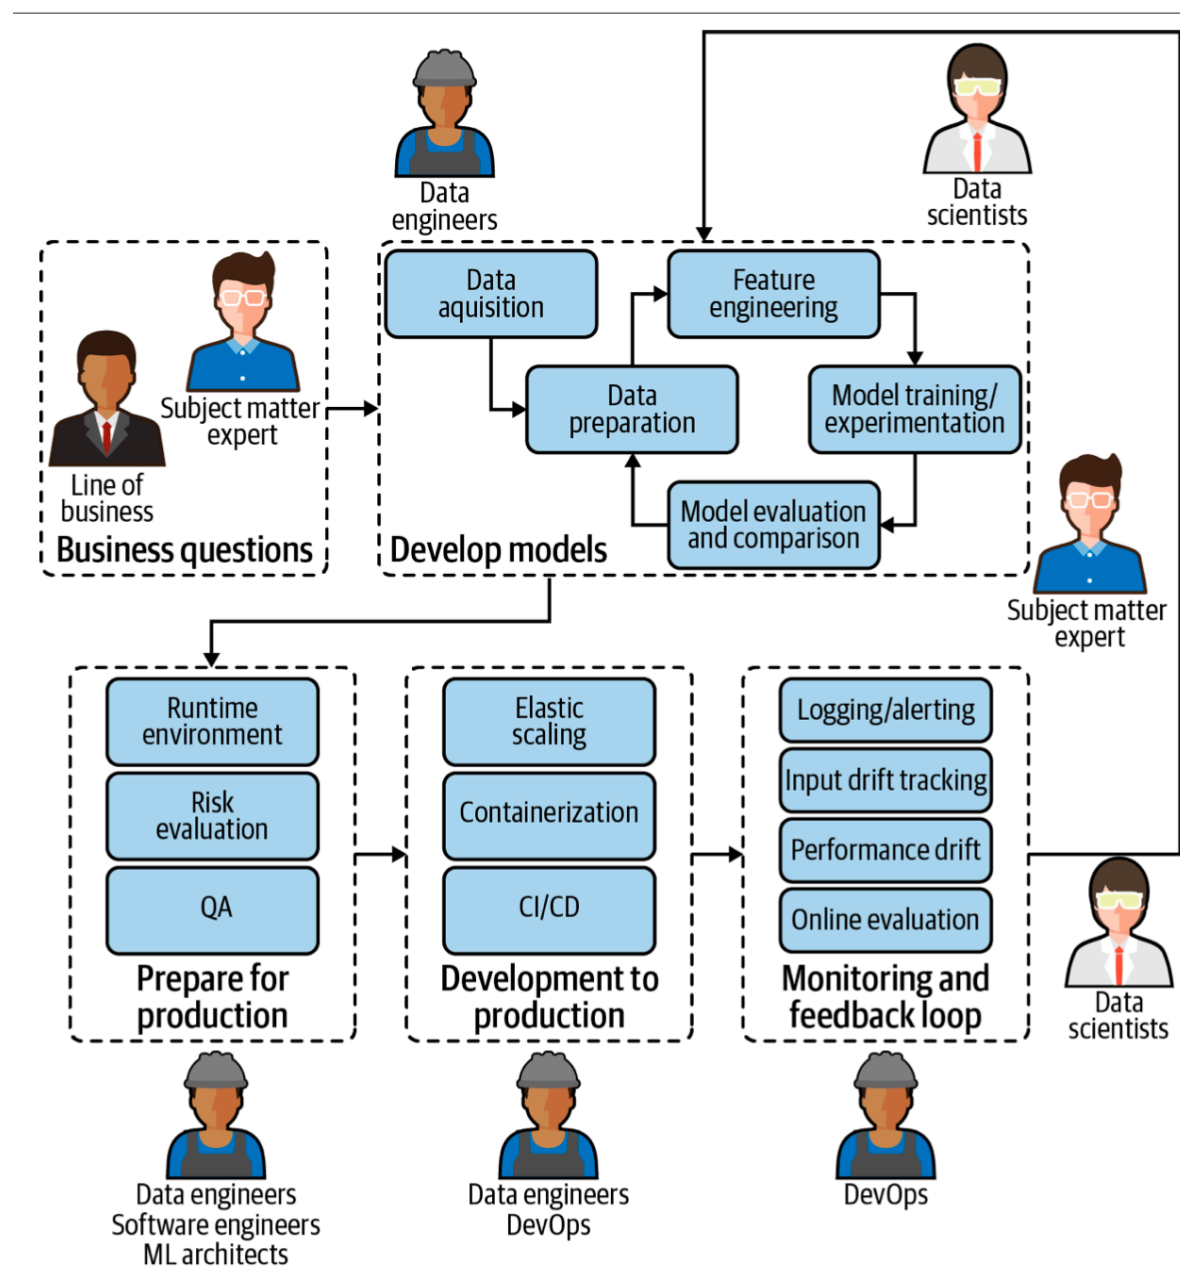 Data
engineers
Data
scientists
Subject matter
expert
Line of
business
Business questions
Data
aquisition
Feature
engineering
Data
preparation
Model training/
experimentation
Model evaluation
and comparison
Develop models
Subject matter
expert
Runtime
environment
Risk
evaluation
QA
Prepare for
production
Elastic
scaling
Containerization
CI/CD
Development to
production
Logging/alerting
Input drift tracking
Performance drift
Online evaluation
Monitoring and
feedback loop
Data
scientists
Data engineers
Software engineers
ML architects
Data engineers
DevOps
DevOps